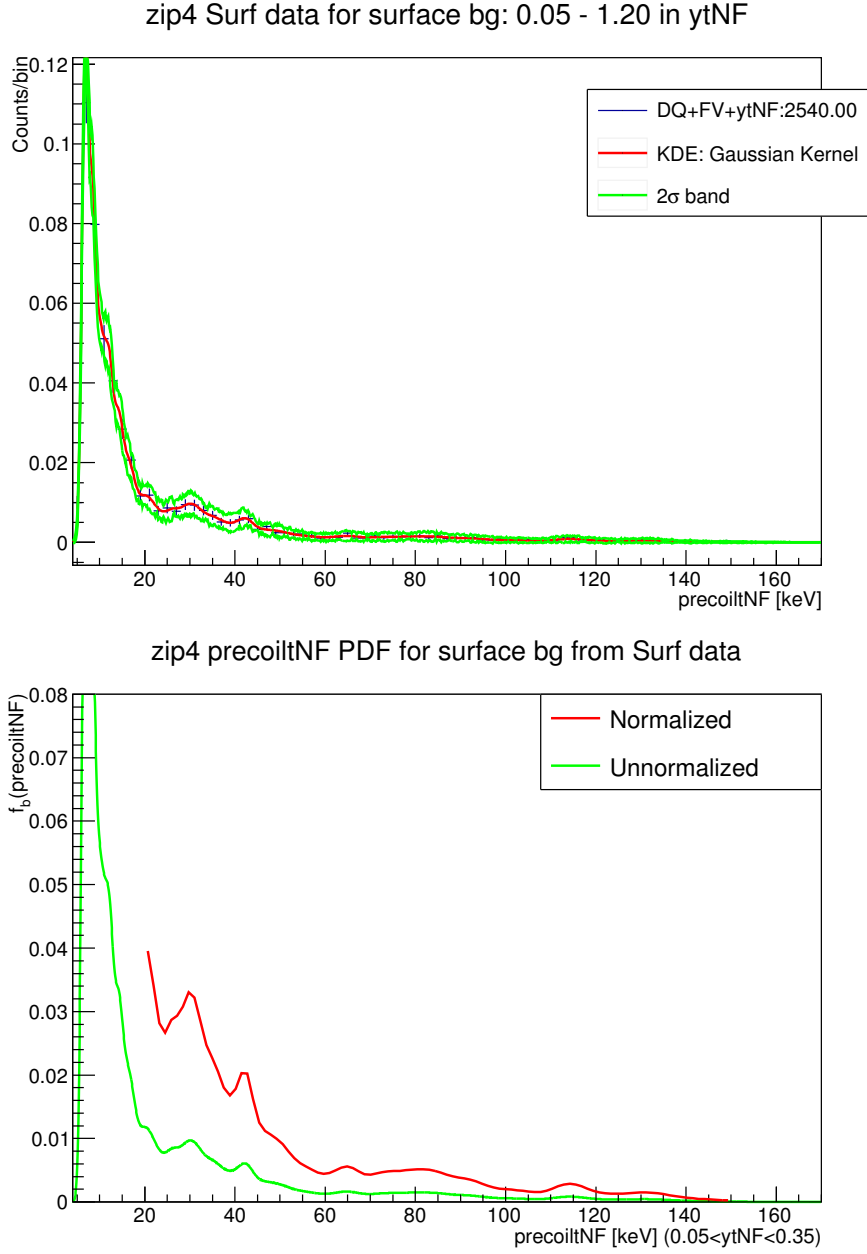 zip4 Surf data for surface bg: 0.05 - 1.20 in ytNF
Counts/bin
0.12
0.1
0.08
0.06
0.04
0.02
0
DQ+FV+ytNF:2540.00
KDE: Gaussian Kernel
2σ band
20 40 60 80 100 120 140 160
precoiltNF [keV]
zip4 precoiltNF PDF for surface bg from Surf data
f_b(precoiltNF)
0.08
0.07
0.06
0.05
0.04
0.03
0.02
0.01
0
Normalized
Unnormalized
20 40 60 80 100 120 140 160
precoiltNF [keV] (0.05<ytNF<0.35)